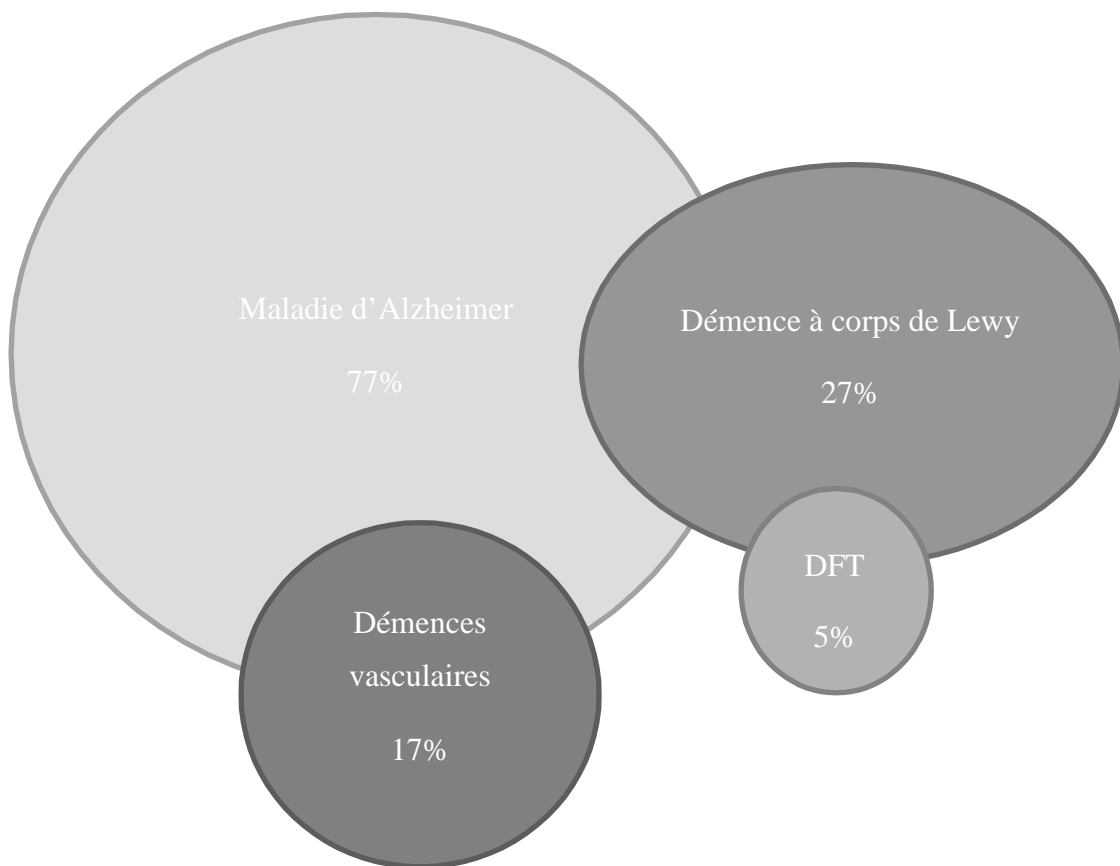 Maladie d’Alzheimer
77%
Démence à corps de Lewy
27%
DFT
5%
Démences
vasculaires
17%